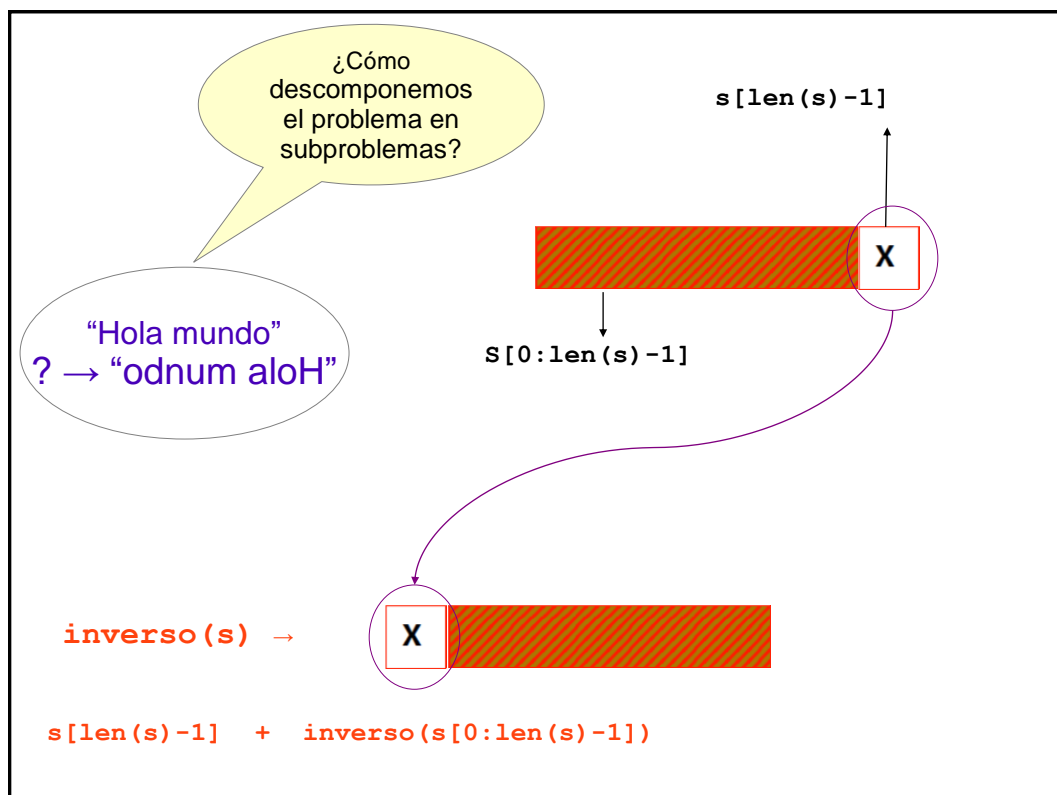 ¿Cómo
descomponemos
el problema en
subproblemas?
s[len(s)-1]
X
S[0:len(s)-1]
“Hola mundo”
? → “odnum aloH”
inverso(s) →
X
s[len(s)-1] + inverso(s[0:len(s)-1])